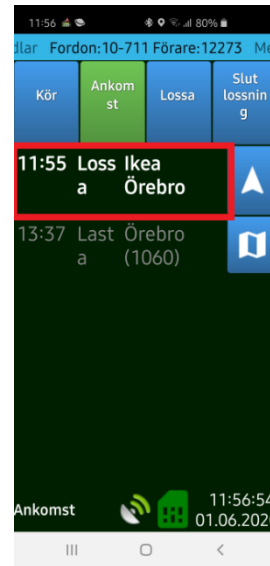 11:56 80%
dlar Fordon:10-711 Förare:12273 Me
Kör
Ankom
st
Lossa
Slut
lossnin
g
11:55 Loss Ikea
a Örebro
13:37 Last Örebro
a (1060)
Ankomst
11:56:54
01.06.202